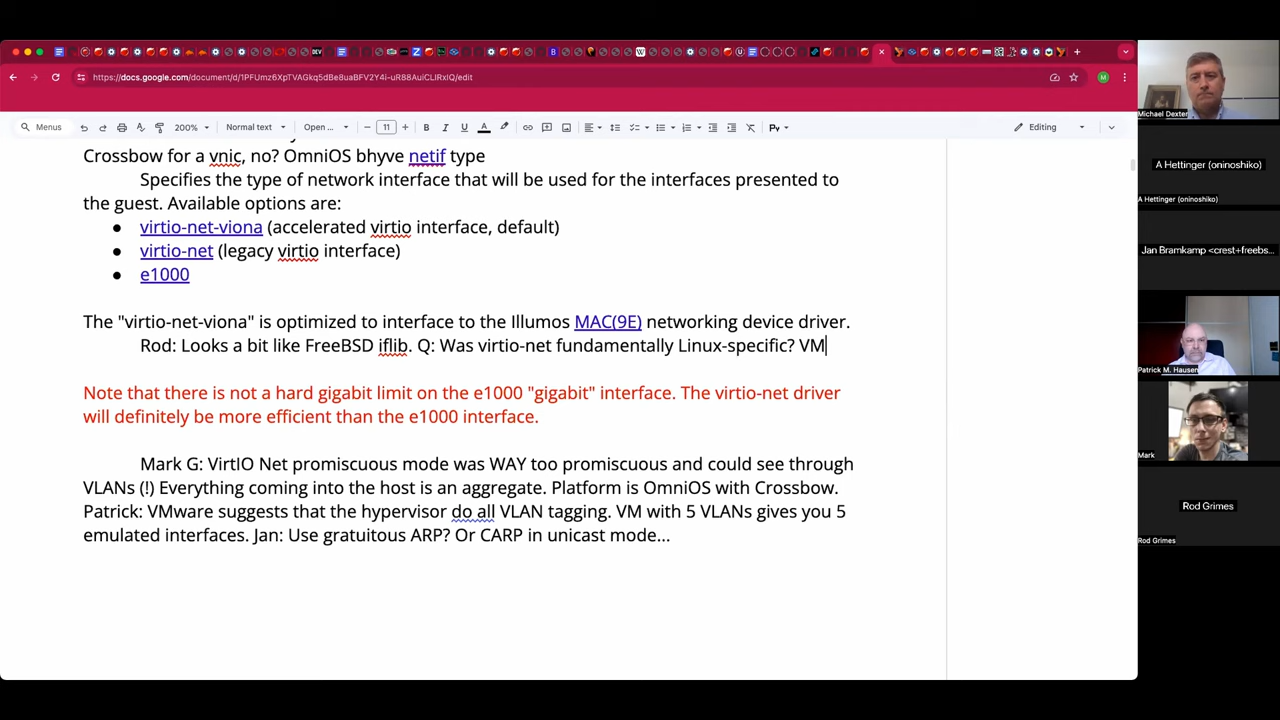 https://docs.google.com/document/d/1PFUmz6XpTVAGkq5dBe8uaBFV2Y4i-uR88AuiCLIRxIQ/edit
Menus 200% Normal text Open ... 11 Editing
Crossbow for a vnic, no? OmniOS bhyve netif type
Specifies the type of network interface that will be used for the interfaces presented to
the guest. Available options are:
● virtio-net-viona (accelerated virtio interface, default)
● virtio-net (legacy virtio interface)
● e1000
The "virtio-net-viona" is optimized to interface to the Illumos MAC(9E) networking device driver.
Rod: Looks a bit like FreeBSD iflib. Q: Was virtio-net fundamentally Linux-specific? VM
Note that there is not a hard gigabit limit on the e1000 "gigabit" interface. The virtio-net driver
will definitely be more efficient than the e1000 interface.
Mark G: VirtIO Net promiscuous mode was WAY too promiscuous and could see through
VLANs (!) Everything coming into the host is an aggregate. Platform is OmniOS with Crossbow.
Patrick: VMware suggests that the hypervisor do all VLAN tagging. VM with 5 VLANs gives you 5
emulated interfaces. Jan: Use gratuitous ARP? Or CARP in unicast mode...
Michael Dexter
A Hettinger (oninoshiko)
A Hettinger (oninoshiko)
Jan Bramkamp <crest+freebs...
Patrick M. Hausen
Mark
Rod Grimes
Rod Grimes